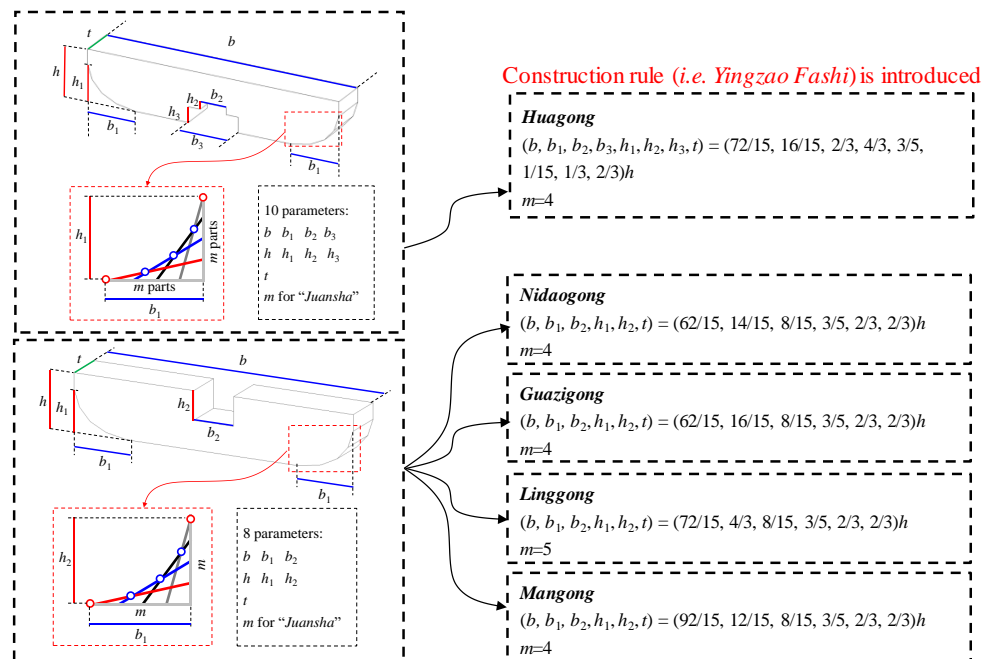 t
b
h
h1
b1
h2
b2
h3
b3
b1
h1
m parts
m parts
b1
10 parameters:
b b1 b2 b3
h h1 h2 h3
t
m for “Juansha”
t
b
h
h1
h2
b2
b1
b1
h2
m
m
b1
8 parameters:
b b1 b2
h h1 h2
t
m for “Juansha”
Construction rule (i.e. Yingzao Fashi) is introduced
Huagong
(b, b1, b2, b3, h1, h2, h3, t) = (72/15, 16/15, 2/3, 4/3, 3/5,
1/15, 1/3, 2/3)h
m=4
Nidaogong
(b, b1, b2, h1, h2, t) = (62/15, 14/15, 8/15, 3/5, 2/3, 2/3)h
m=4
Guazigong
(b, b1, b2, h1, h2, t) = (62/15, 16/15, 8/15, 3/5, 2/3, 2/3)h
m=4
Linggong
(b, b1, b2, h1, h2, t) = (72/15, 4/3, 8/15, 3/5, 2/3, 2/3)h
m=5
Mangong
(b, b1, b2, h1, h2, t) = (92/15, 12/15, 8/15, 3/5, 2/3, 2/3)h
m=4